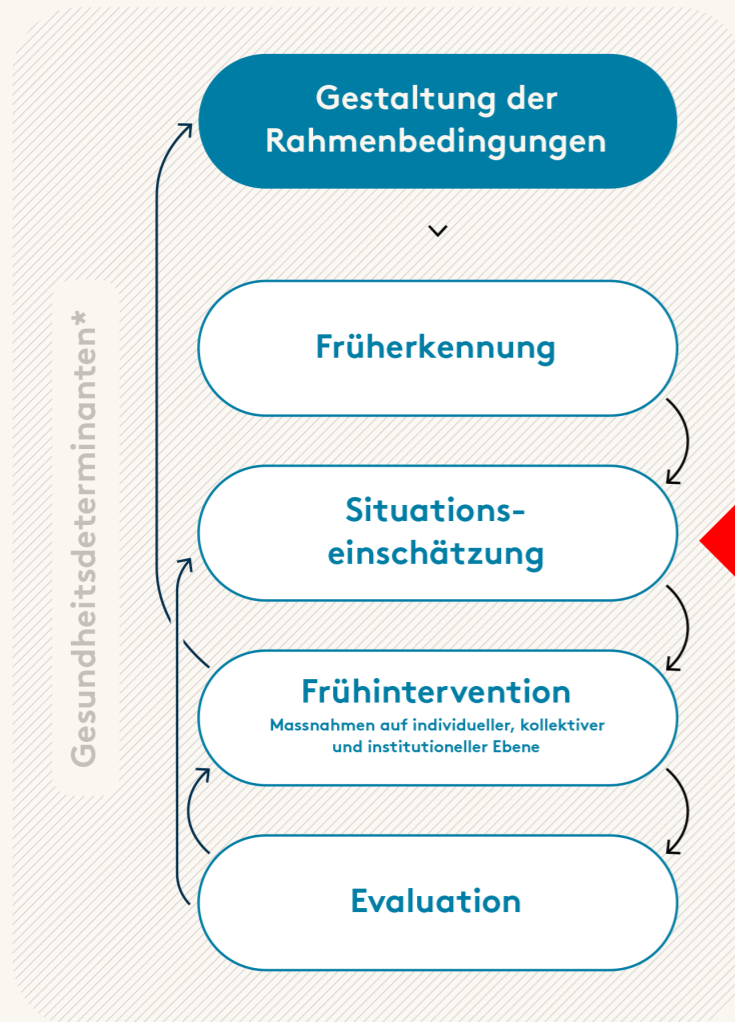 Gestaltung der
Rahmenbedingungen
Früherkennung
Situations-
einschätzung
Frühintervention
Massnahmen auf individueller, kollektiver
und institutioneller Ebene
Evaluation
Gesundheitsdeterminanten*